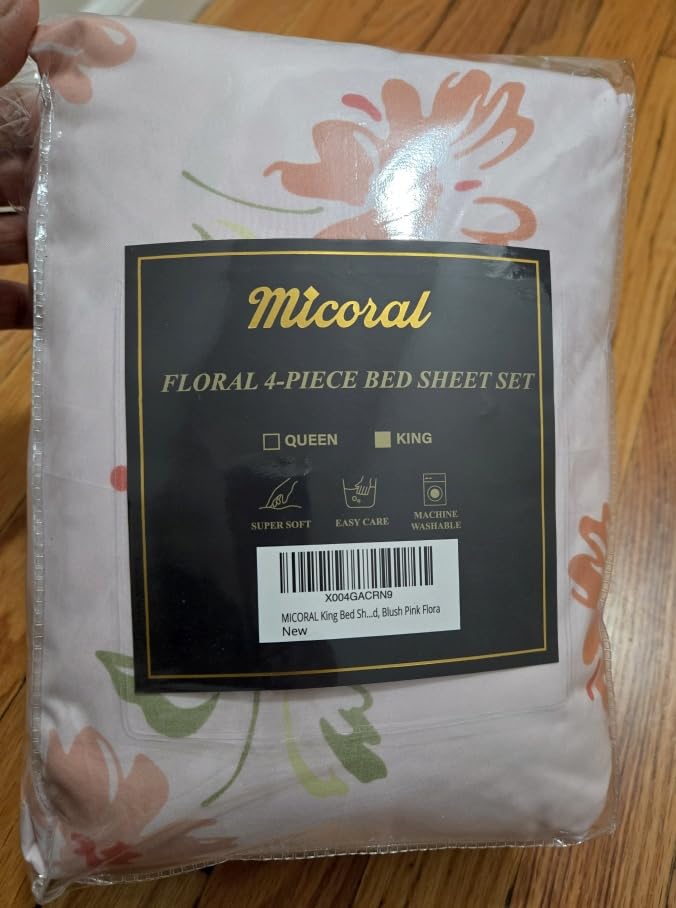 Micoral
FLORAL 4-PIECE BED SHEET SET
QUEEN KING
SUPER SOFT EASY CARE MACHINE WASHABLE
X004GACRN9
MICORAL King Bed Sh...d, Blush Pink Flora
New